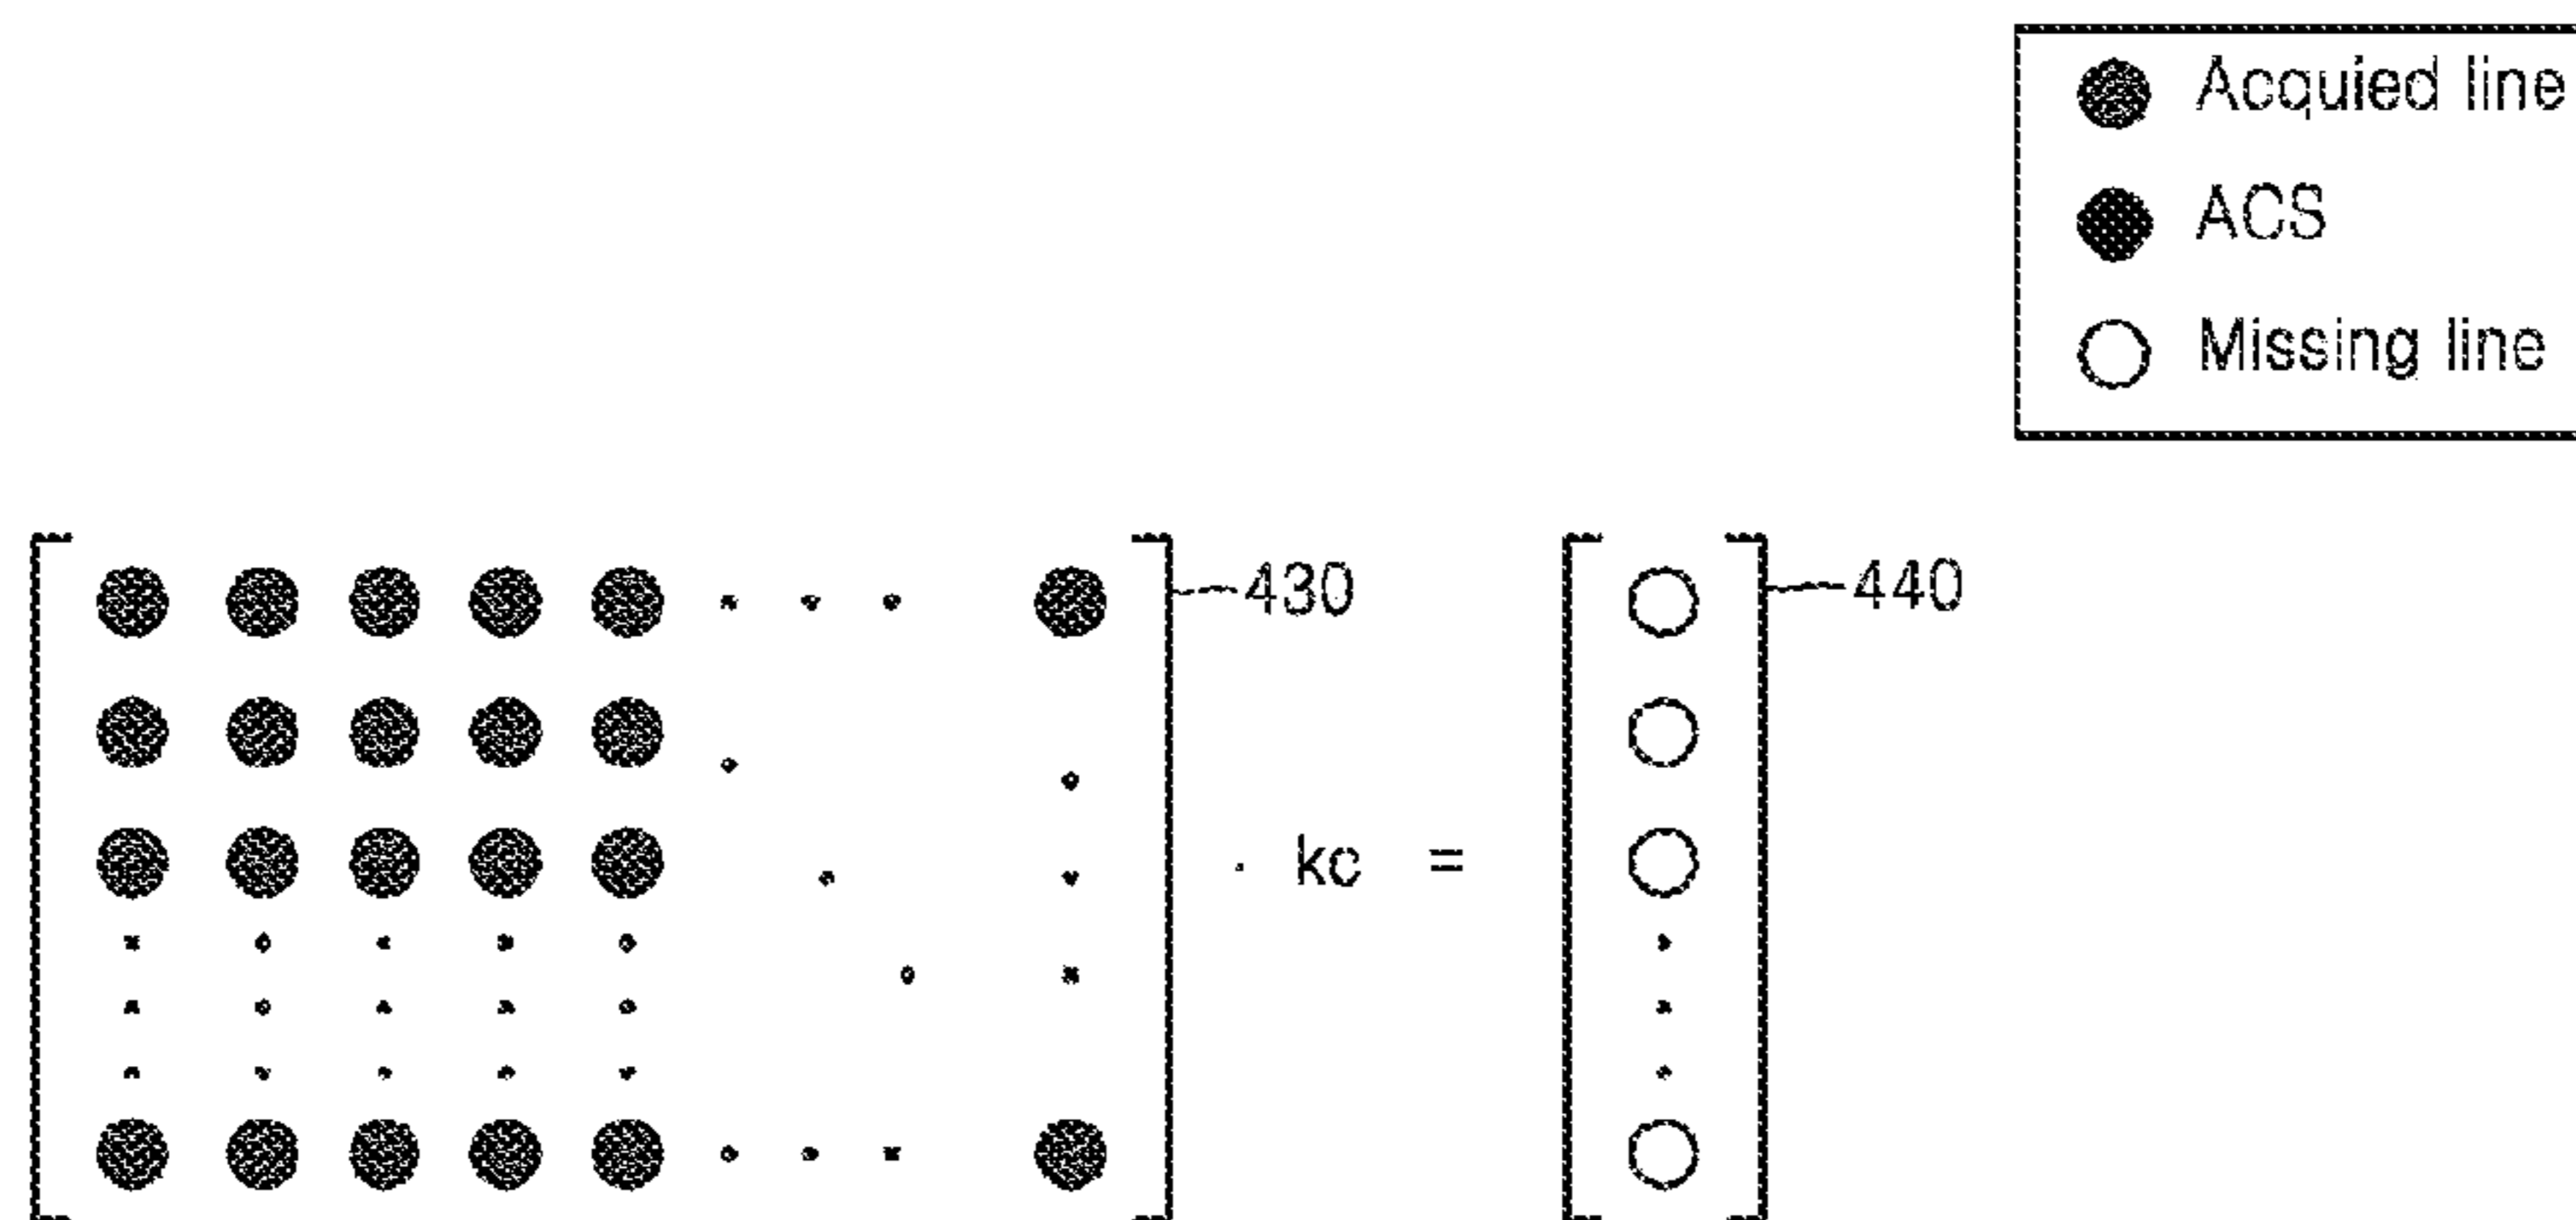 Acquied line
ACS
Missing line
430
440
· kc =